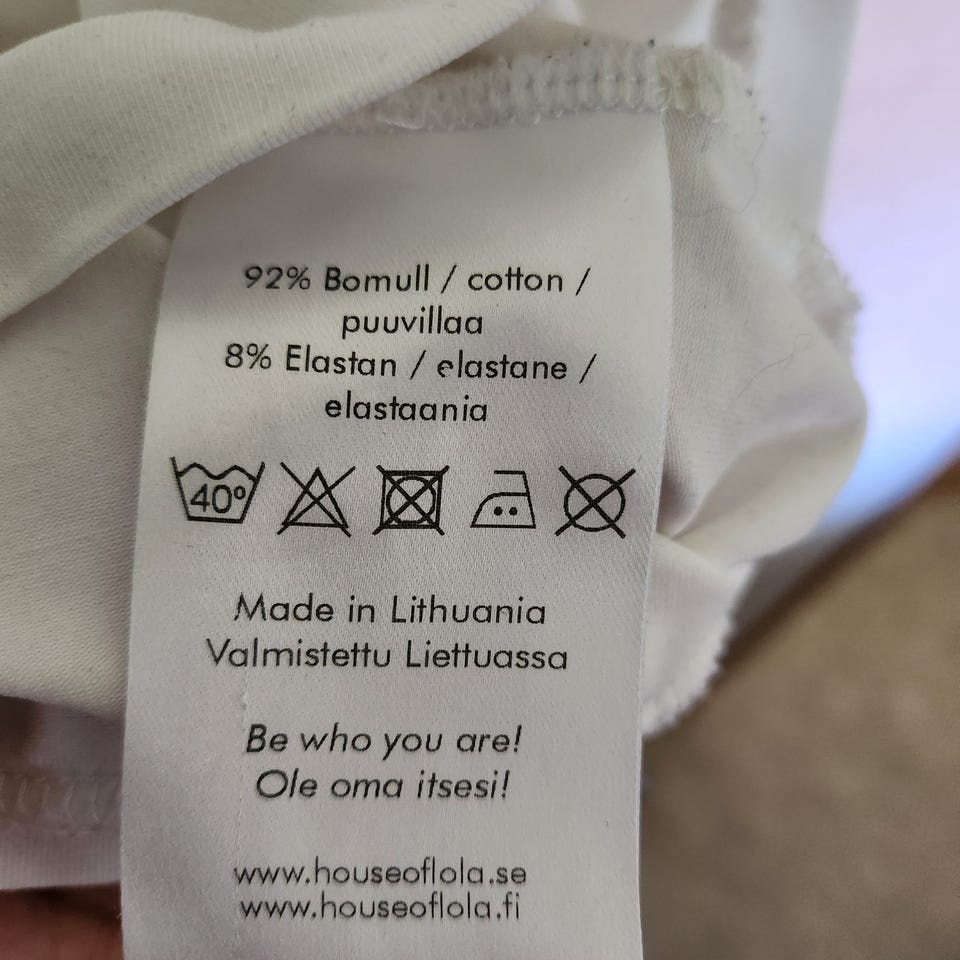 92% Bomull / cotton /
puuvillaa
8% Elastan / elastane /
elastaania
40°
Made in Lithuania
Valmistettu Liettuassa
Be who you are!
Ole oma itsesi!
www.houseoflola.se
www.houseoflola.fi